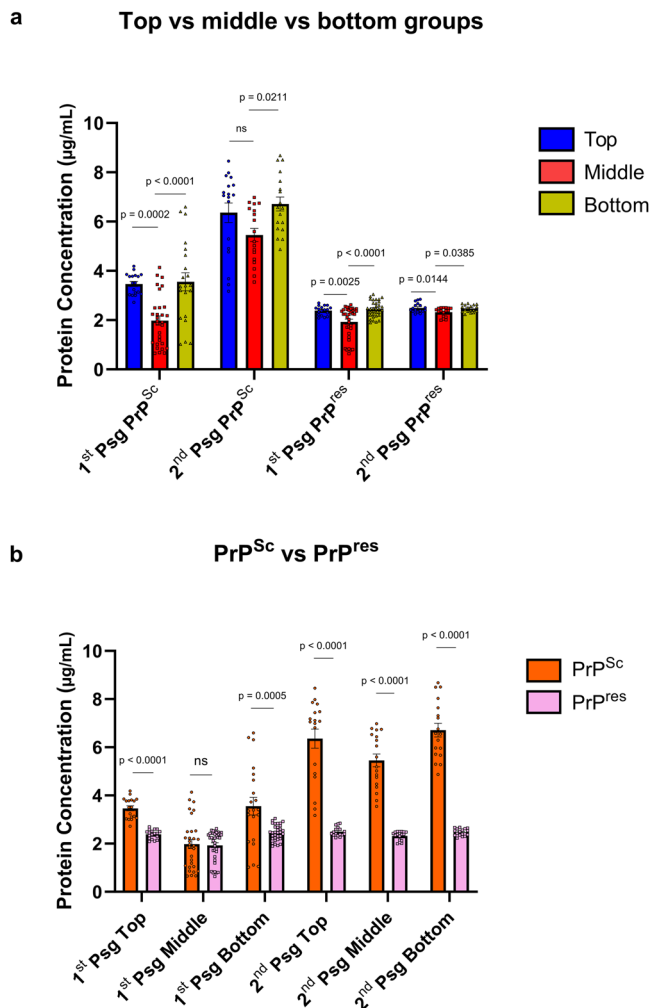 a
Top vs middle vs bottom groups
Protein Concentration (µg/mL)
10
8
6
4
2
0
p = 0.0002
p < 0.0001
ns
p = 0.0211
p = 0.0025
p < 0.0001
p = 0.0144
p = 0.0385
1st Psg PrPSc
2nd Psg PrPSc
1st Psg PrPres
2nd Psg PrPres
Top
Middle
Bottom
b
PrPSc vs PrPres
Protein Concentration (µg/mL)
10
8
6
4
2
0
p < 0.0001
ns
p = 0.0005
p < 0.0001
p < 0.0001
p < 0.0001
1st Psg Top
1st Psg Middle
1st Psg Bottom
2nd Psg Top
2nd Psg Middle
2nd Psg Bottom
PrPSc
PrPres